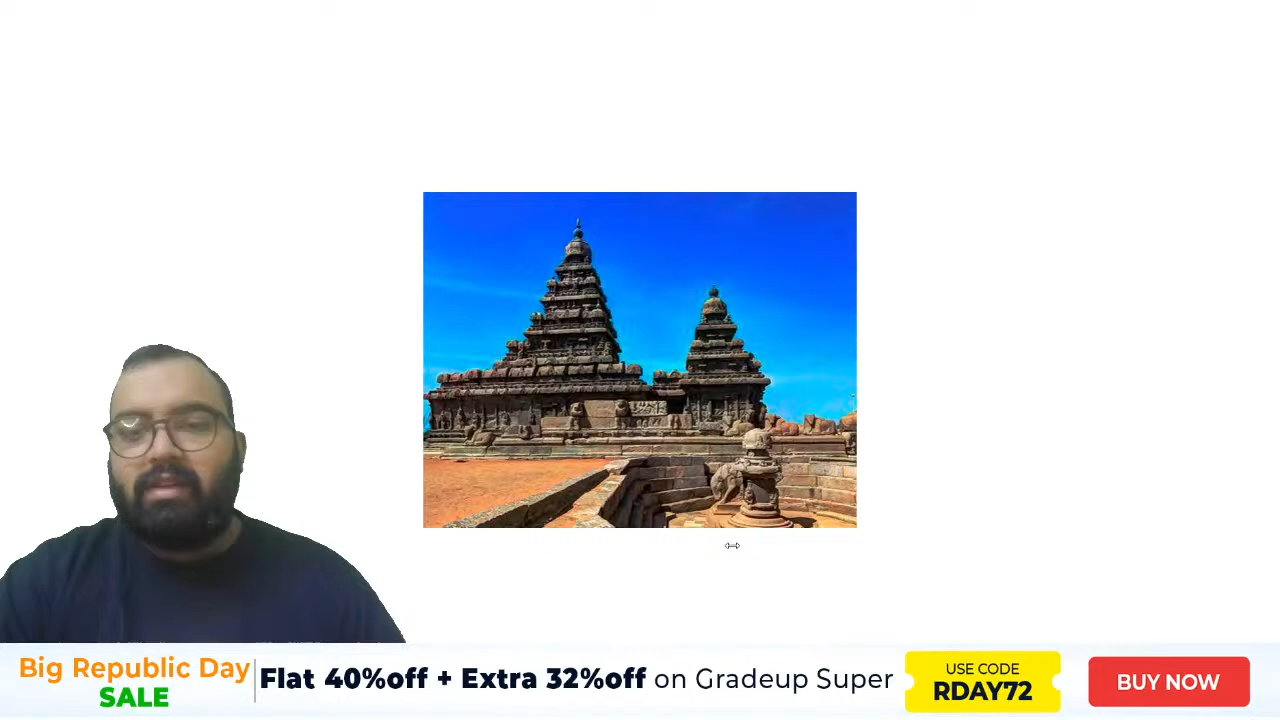 Big Republic Day
SALE
Flat 40%off + Extra 32%off on Gradeup Super
USE CODE
RDAY72
BUY NOW